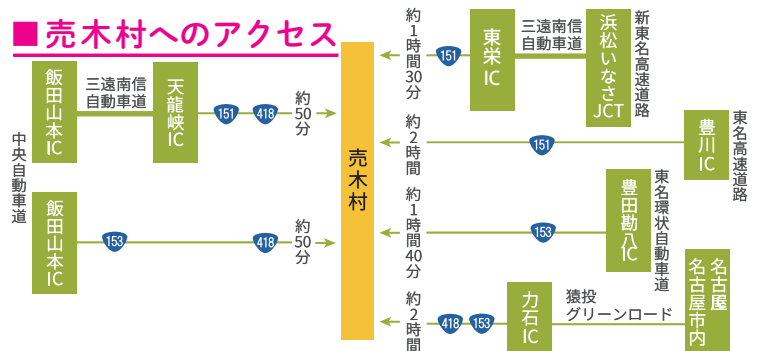 ■売木村へのアクセス
中央自動車道
飯田山本IC
三遠南信
自動車道
天龍峡IC
151
418
約50分
飯田山本IC
153
418
約50分
売木村
約1時間30分
151
東栄IC
三遠南信
自動車道
浜松いなさJCT
新東名高速道路
約2時間
151
豊川IC
東名高速道路
約1時間40分
153
豊田勘八IC
東名環状自動車道
約2時間
418
153
力石IC
猿投
グリーンロード
名古屋
名古屋市内